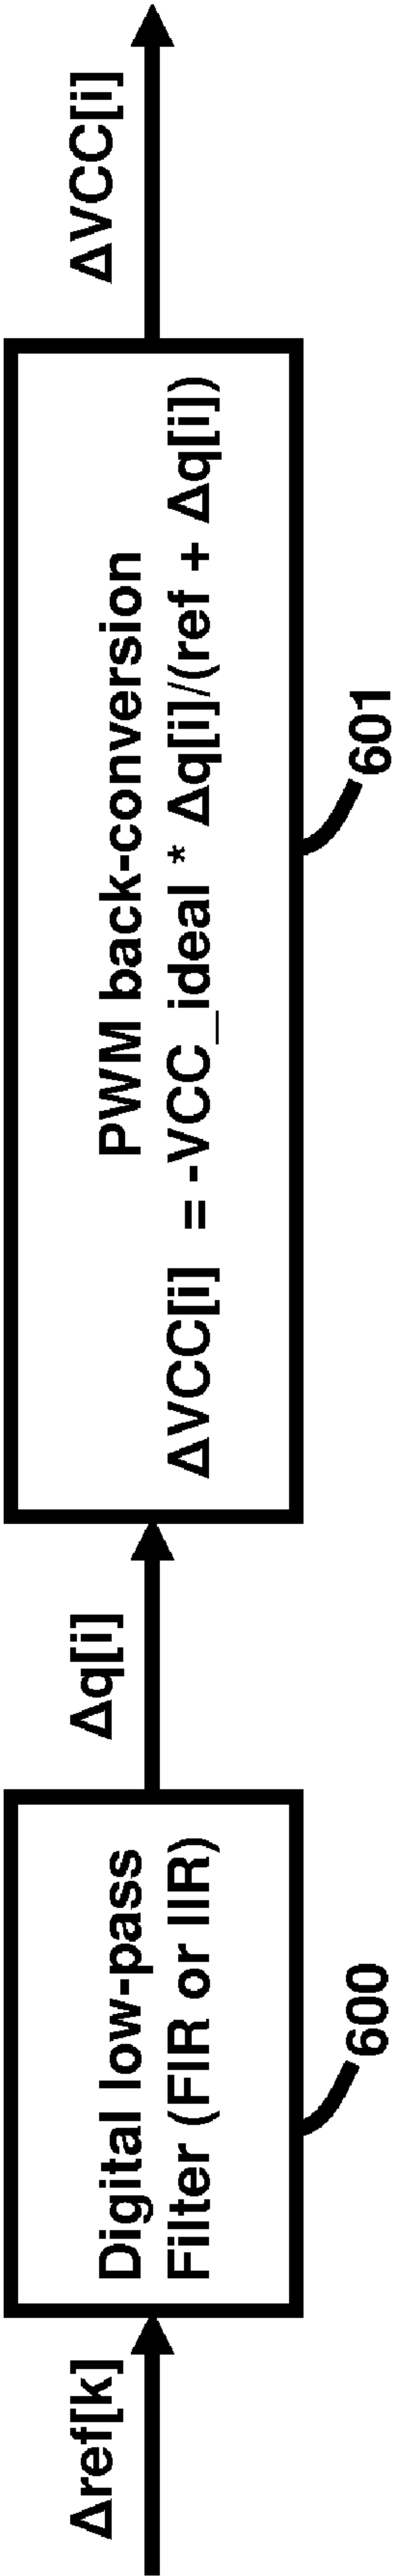 Δref[k]
Digital low-pass
Filter (FIR or IIR)
600
Δq[i]
PWM back-conversion
ΔVCC[i] = -VCC_ideal * Δq[i]/(ref + Δq[i])
601
ΔVCC[i]